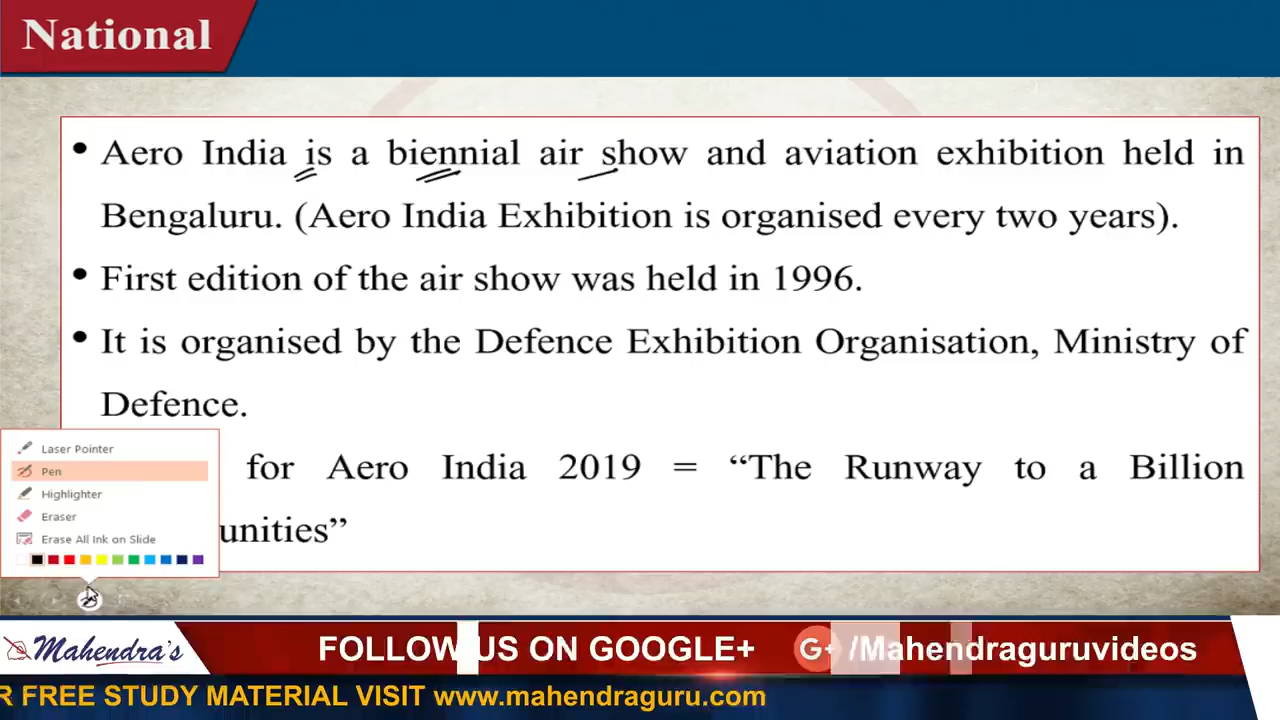 National
• Aero India is a biennial air show and aviation exhibition held in
Bengaluru. (Aero India Exhibition is organised every two years).
• First edition of the air show was held in 1996.
• It is organised by the Defence Exhibition Organisation, Ministry of
Defence.
Laser Pointer
Pen
Highlighter
Eraser
Erase All Ink on Slide
for Aero India 2019 = “The Runway to a Billion
unities”
Mahendra's
FOLLOW US ON GOOGLE+ G+ /Mahendraguruvideos
R FREE STUDY MATERIAL VISIT www.mahendraguru.com